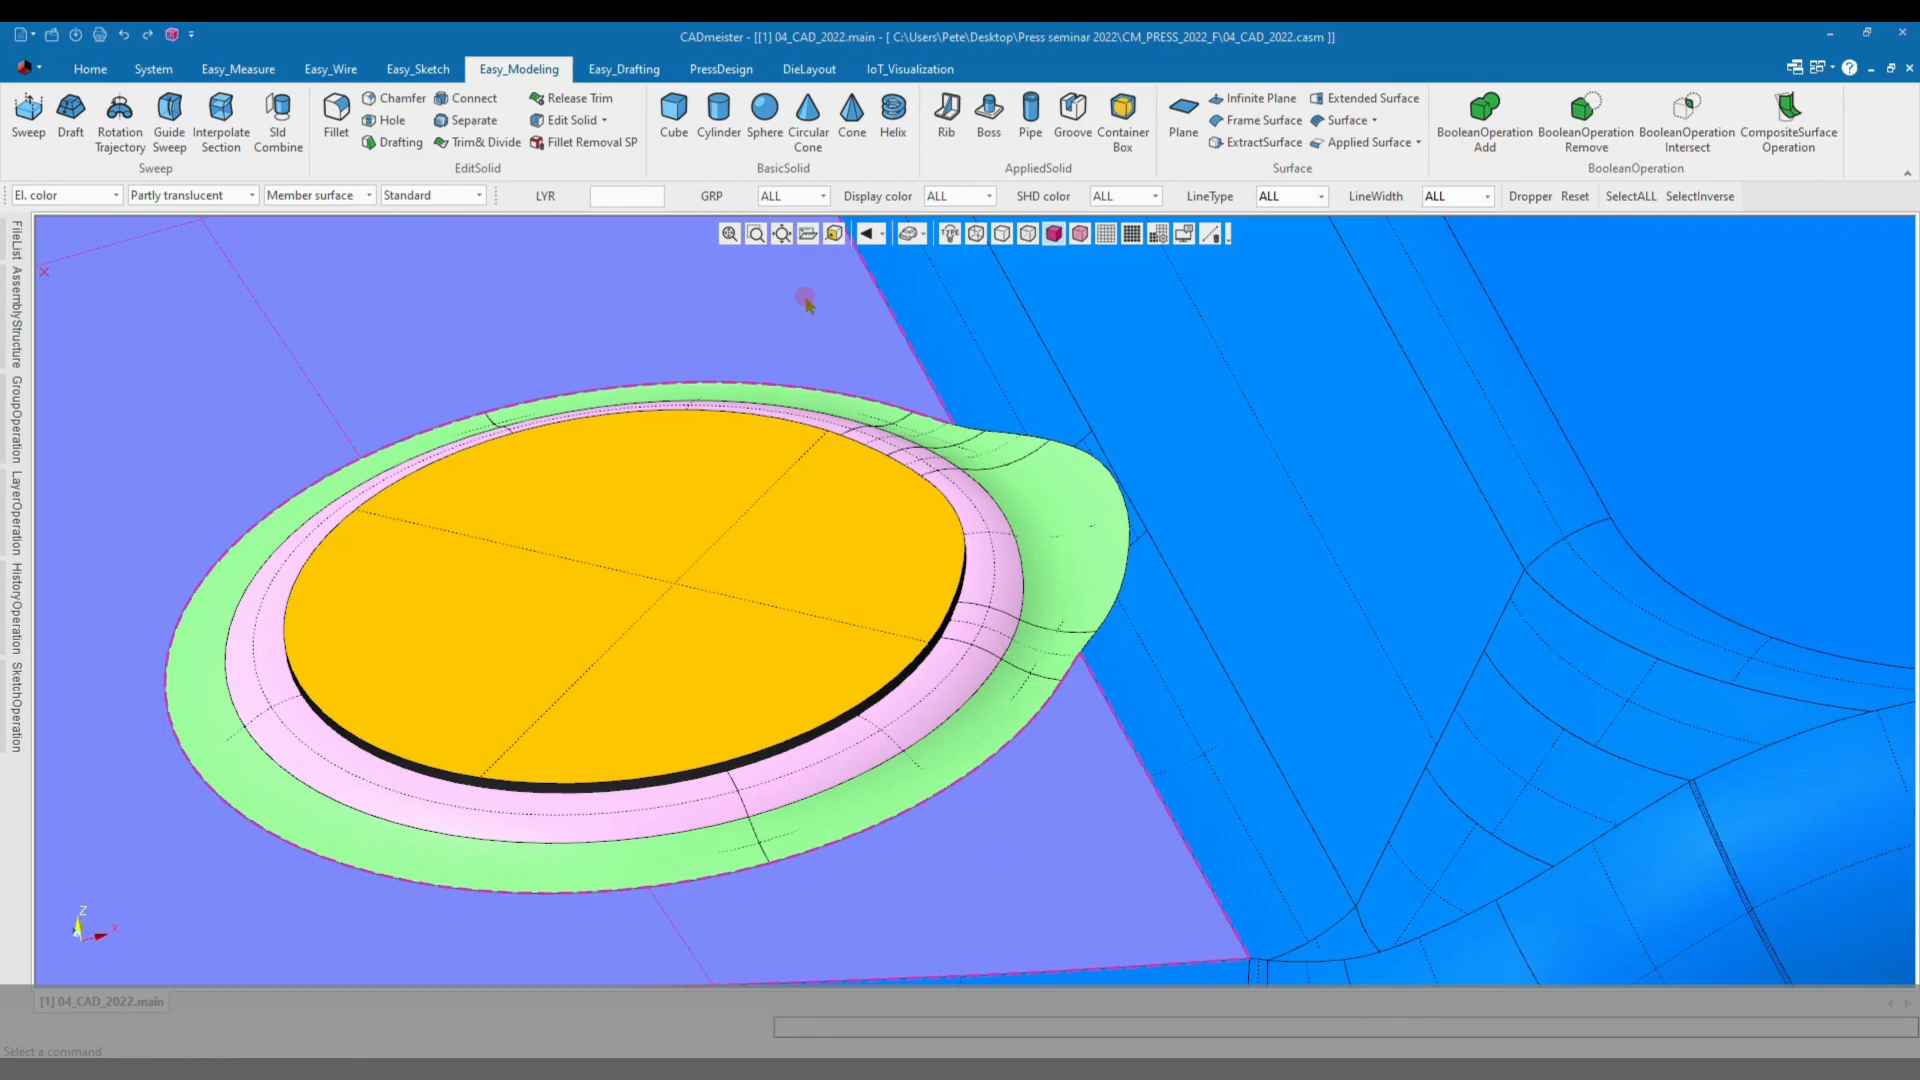 CADmeister - [[1] 04_CAD_2022.main - [ C:\Users\Pete\Desktop\Press seminar 2022\CM_PRESS_2022_F\04_CAD_2022.casm ]]
Home System Easy_Measure Easy_Wire Easy_Sketch Easy_Modeling Easy_Drafting PressDesign DieLayout IoT_Visualization
Sweep
Draft
Rotation
Trajectory
Guide
Sweep
Interpolate
Section
Sld
Combine
Sweep
Fillet
Chamfer
Hole
Drafting
Connect
Separate
Trim& Divide
Release Trim
Edit Solid
Fillet Removal SP
EditSolid
Cube
Cylinder
Sphere
Circular
Cone
Cone
Helix
BasicSolid
Rib
Boss
Pipe
Groove
Container
Box
AppliedSolid
Plane
Infinite Plane
Frame Surface
ExtractSurface
Extended Surface
Surface
Applied Surface
Surface
BooleanOperation
Add
BooleanOperation
Remove
BooleanOperation
Intersect
CompositeSurface
Operation
BooleanOperation
El. color Partly translucent Member surface Standard LYR GRP ALL Display color ALL SHD color ALL LineType ALL LineWidth ALL Dropper Reset SelectALL SelectInverse
TYPE
FileList
AssemblyStructure
GroupOperation
LayerOperation
HistoryOperation
SketchOperation
Z
X
[1] 04_CAD_2022.main
Select a command